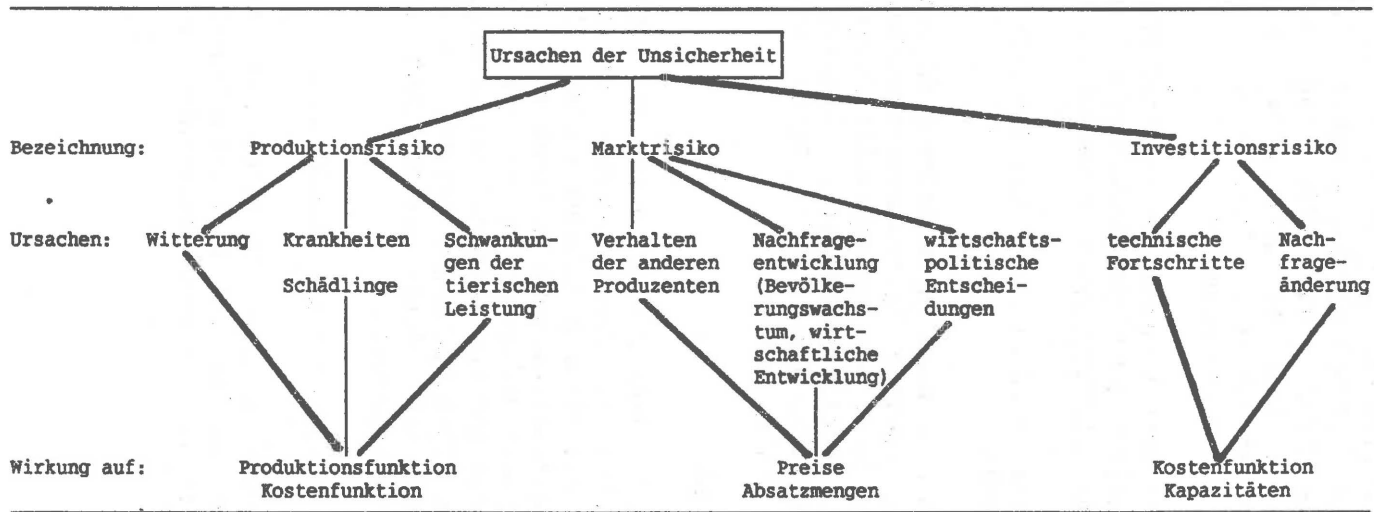 Ursachen der Unsicherheit
Bezeichnung: Produktionsrisiko Marktrisiko Investitionsrisiko
Ursachen: Witterung Krankheiten Schwankun- Verhalten Nachfrage- wirtschafts- technische Nach-
gen der der anderen entwicklung politische Fortschritte frage-
Schädlinge tierischen Produzenten (Bevölke- Entschei- änderung
Leistung rungswachs- dungen
tum, wirt-
schaftliche
Entwicklung)
Wirkung auf: Produktionsfunktion Preise Kostenfunktion
Kostenfunktion Absatzmengen Kapazitäten